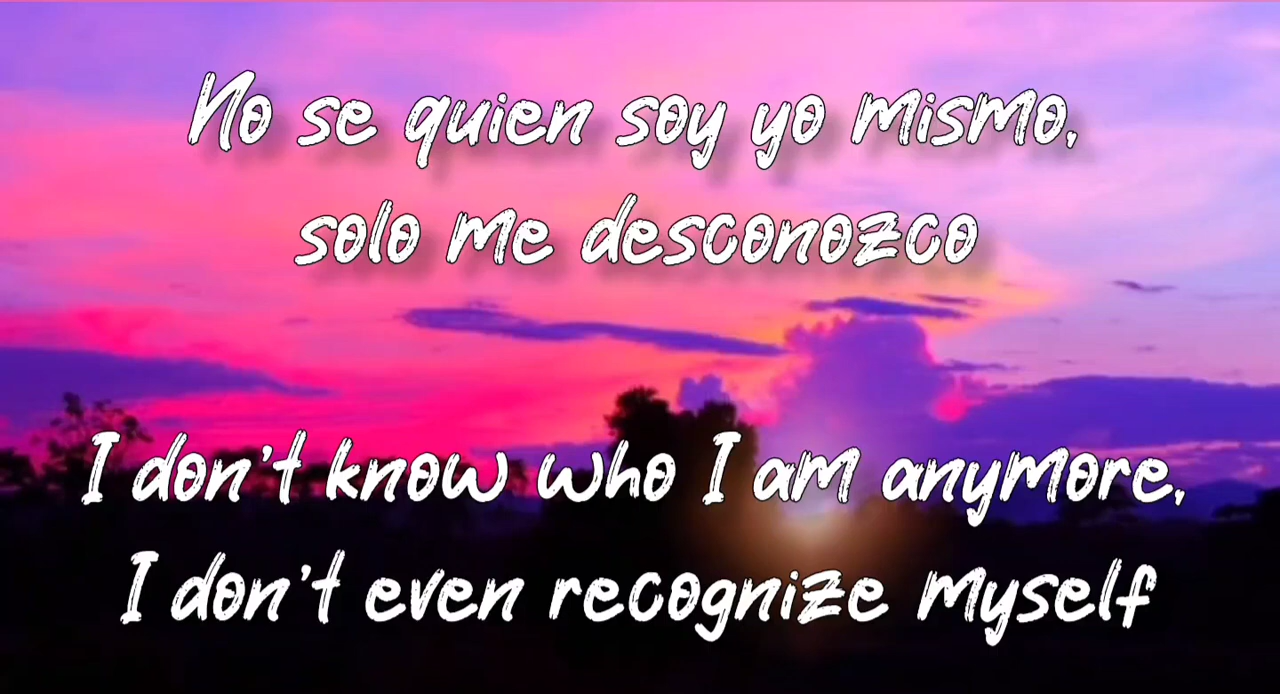 No se quien soy yo mismo,
solo me desconozco
I don't know who I am anymore,
I don't even recognize myself